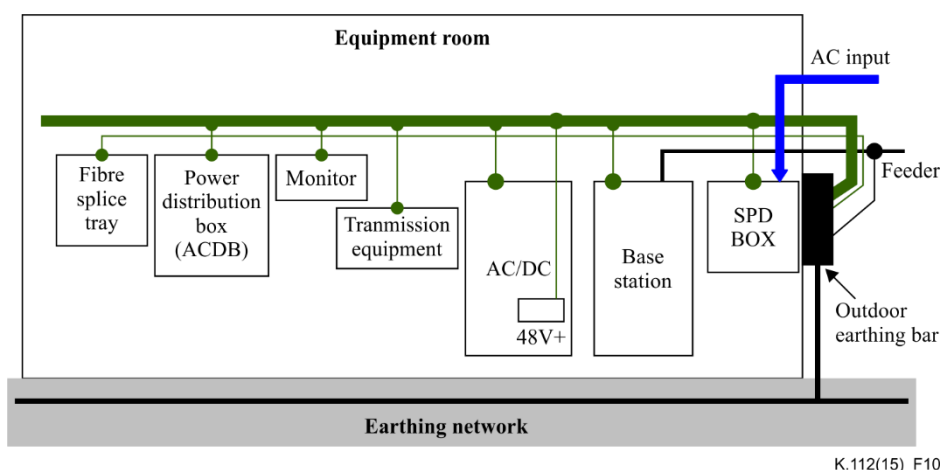 Equipment room
AC input
Feeder
Fibre
splice
tray
Power
distribution
box
(ACDB)
Monitor
Tranmission
equipment
AC/DC
48V+
Base
station
SPD
BOX
Outdoor
earthing bar
Earthing network
K.112(15)_F10